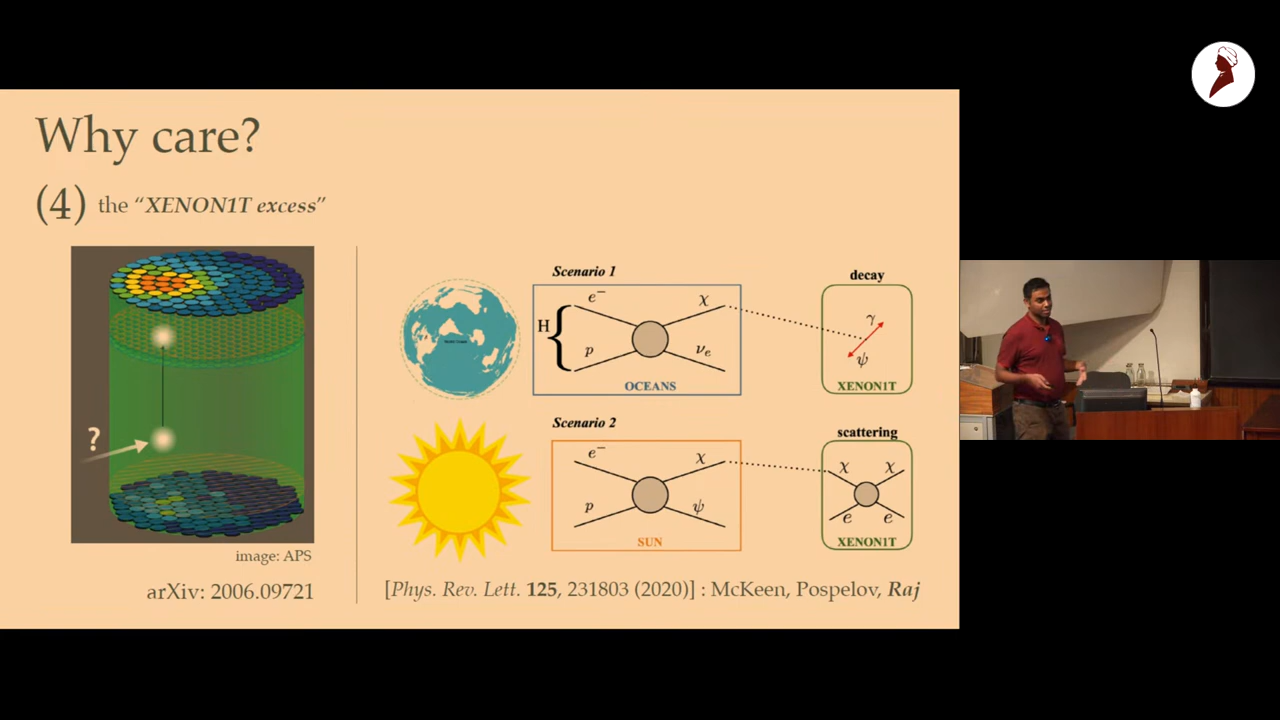 Why care?
(4) the “XENON1T excess”
?
image: APS
arXiv: 2006.09721
Scenario 1
H
e⁻
p
χ
νₑ
OCEANS
decay
γ
ψ
XENON1T
Scenario 2
e⁻
p
χ
ψ
SUN
scattering
χ χ
e e
XENON1T
[Phys. Rev. Lett. 125, 231803 (2020)] : McKeen, Pospelov, Raj